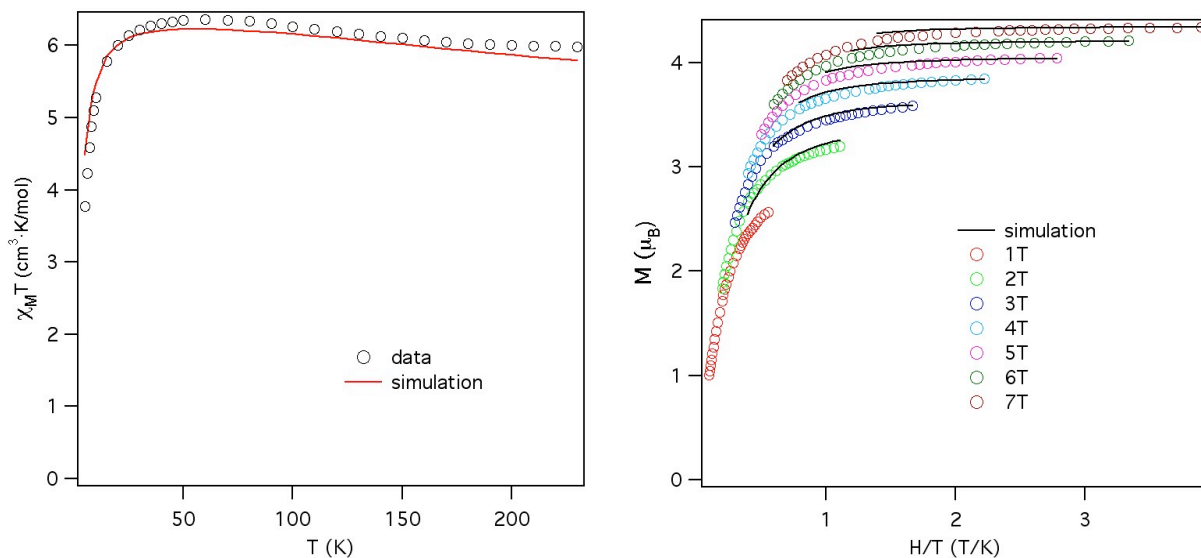 6
5
4
3
2
1
0
χMT (cm³·K/mol)
data
simulation
50
100
150
200
T (K)
4
3
2
1
0
M (μB)
simulation
1T
2T
3T
4T
5T
6T
7T
1
2
3
H/T (T/K)